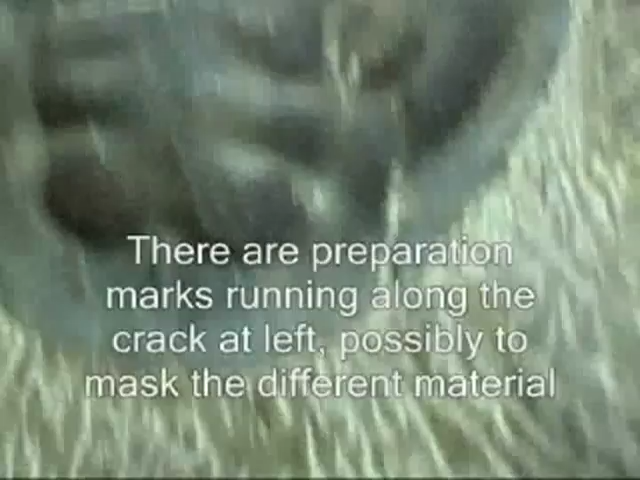 There are preparation
marks running along the
crack at left, possibly to
mask the different material